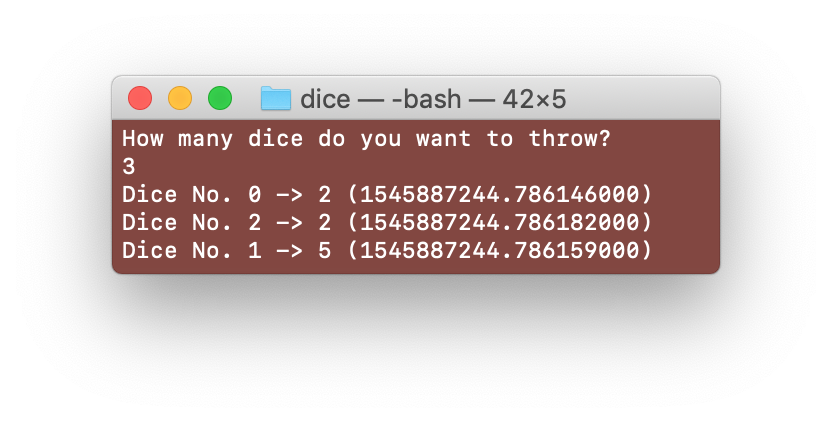 dice — -bash — 42×5
How many dice do you want to throw?
3
Dice No. 0 -> 2 (1545887244.786146000)
Dice No. 2 -> 2 (1545887244.786182000)
Dice No. 1 -> 5 (1545887244.786159000)